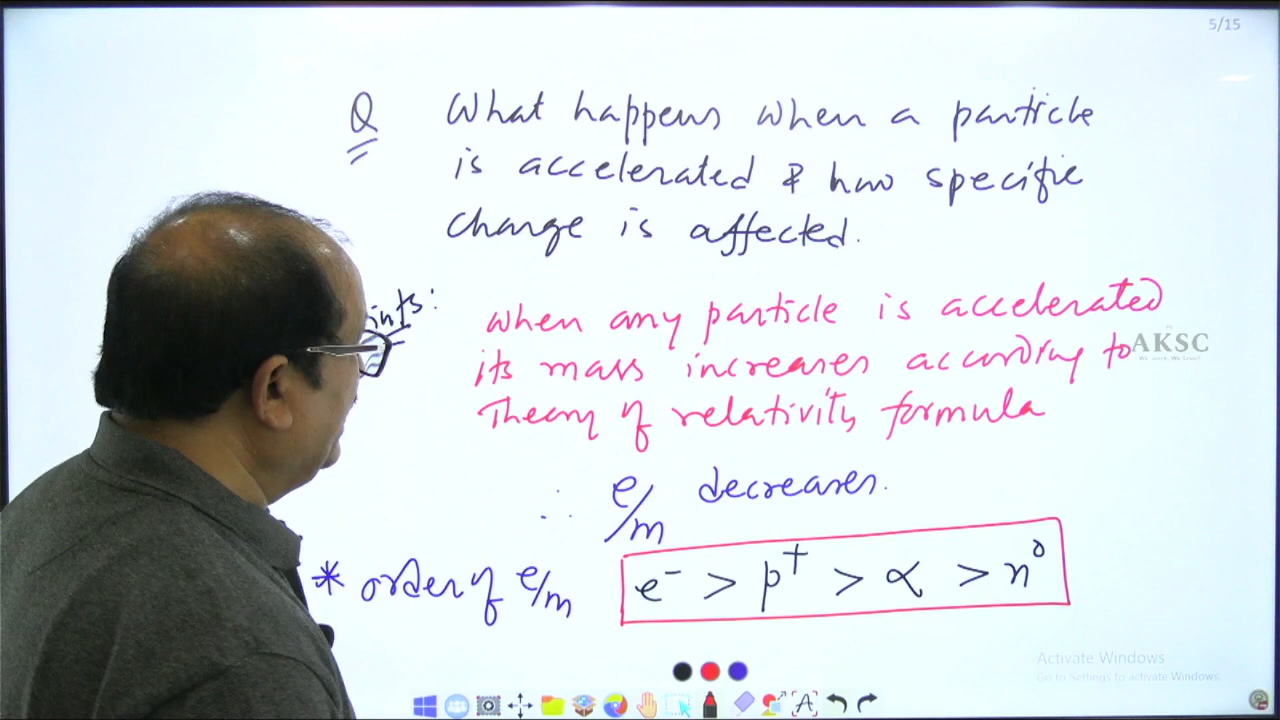 5/15
Q What happens when a particle
is accelerated & how specific
charge is affected.
ints:
when any particle is accelerated
its mass increases according to
Theory of relativity formula
AKSC
∴ e/m decreases.
* order of e/m e⁻ > p⁺ > α > n⁰
Activate Windows
Go to Settings to activate Windows.